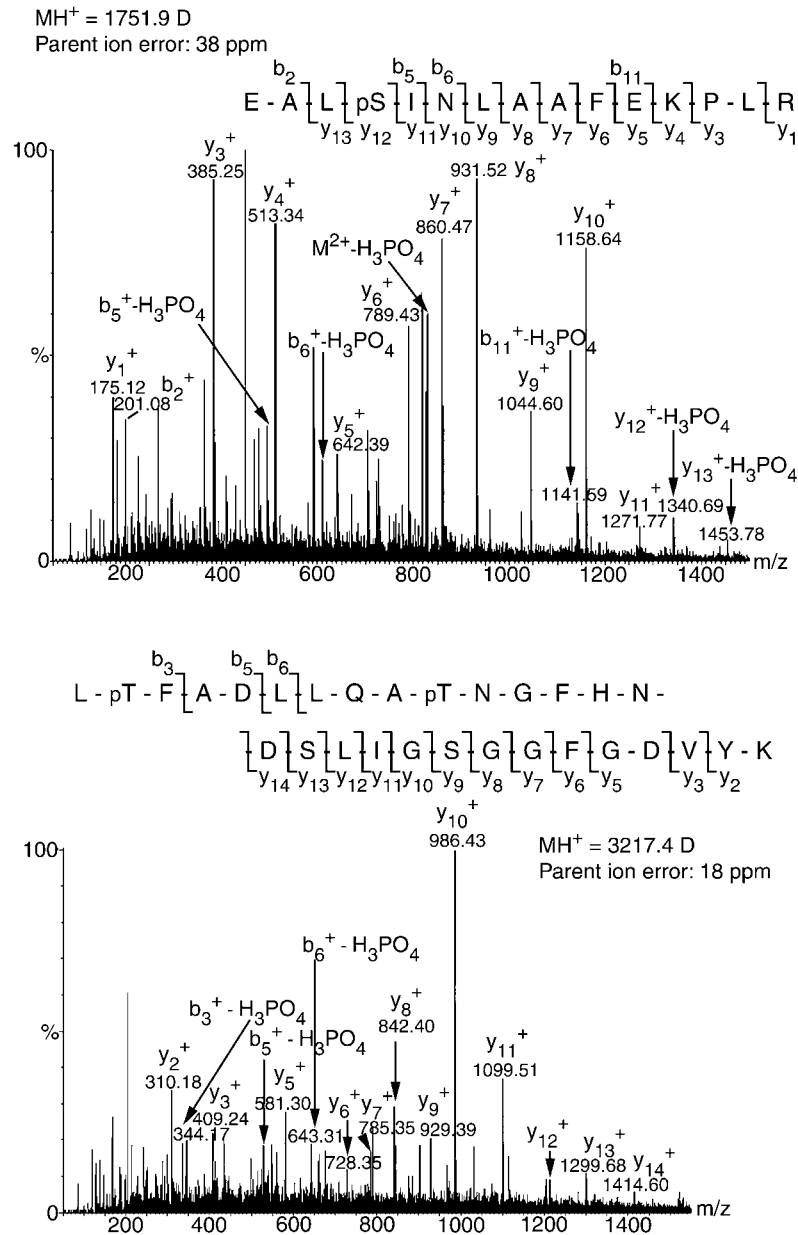 MH+ = 1751.9 D
Parent ion error: 38 ppm
b2 b5 b6 b11
E - A L pS I N L A A F E K P - L R
y13 y12 y11 y10 y9 y8 y7 y6 y5 y4 y3 y1
100
y3+
385.25
y4+
513.34
931.52 y8+
y7+
860.47
y10+
1158.64
M2+-H3PO4
y6+
789.43
b5+-H3PO4
b6+-H3PO4
b11+-H3PO4
%
y1+
175.12
201.08
b2+
y5+
642.39
y9+
1044.60
y12+-H3PO4
y13+-H3PO4
1141.59
y11+
1271.77
1340.69
1453.78
0
200 400 600 800 1000 1200 1400 m/z
b3 b5 b6
L - pT - F A - D L L - Q - A - pT - N - G - F - H - N -
D S L I G S G G F G - D V Y - K
y14 y13 y12 y11 y10 y9 y8 y7 y6 y5 y3 y2
y10+
986.43
100
MH+ = 3217.4 D
Parent ion error: 18 ppm
b6+ - H3PO4
b3+ - H3PO4
b5+ - H3PO4
y8+
842.40
%
y2+
310.18
y3+
409.24
344.17
y5+
581.30
643.31
y6+
728.35
y7+
785.35
y9+
929.39
y11+
1099.51
y12+
y13+
1299.68
y14+
1414.60
0
200 400 600 800 1000 1200 1400 m/z